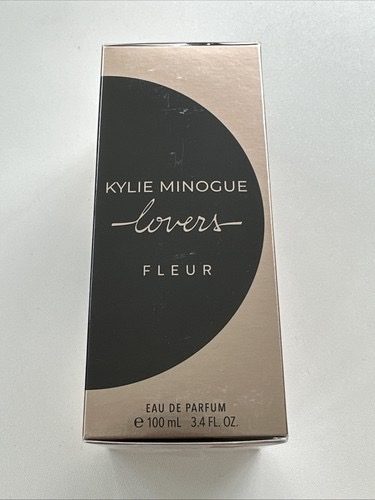 KYLIE MINOGUE
lovers
FLEUR
EAU DE PARFUM
℮ 100 mL 3.4 FL. OZ.